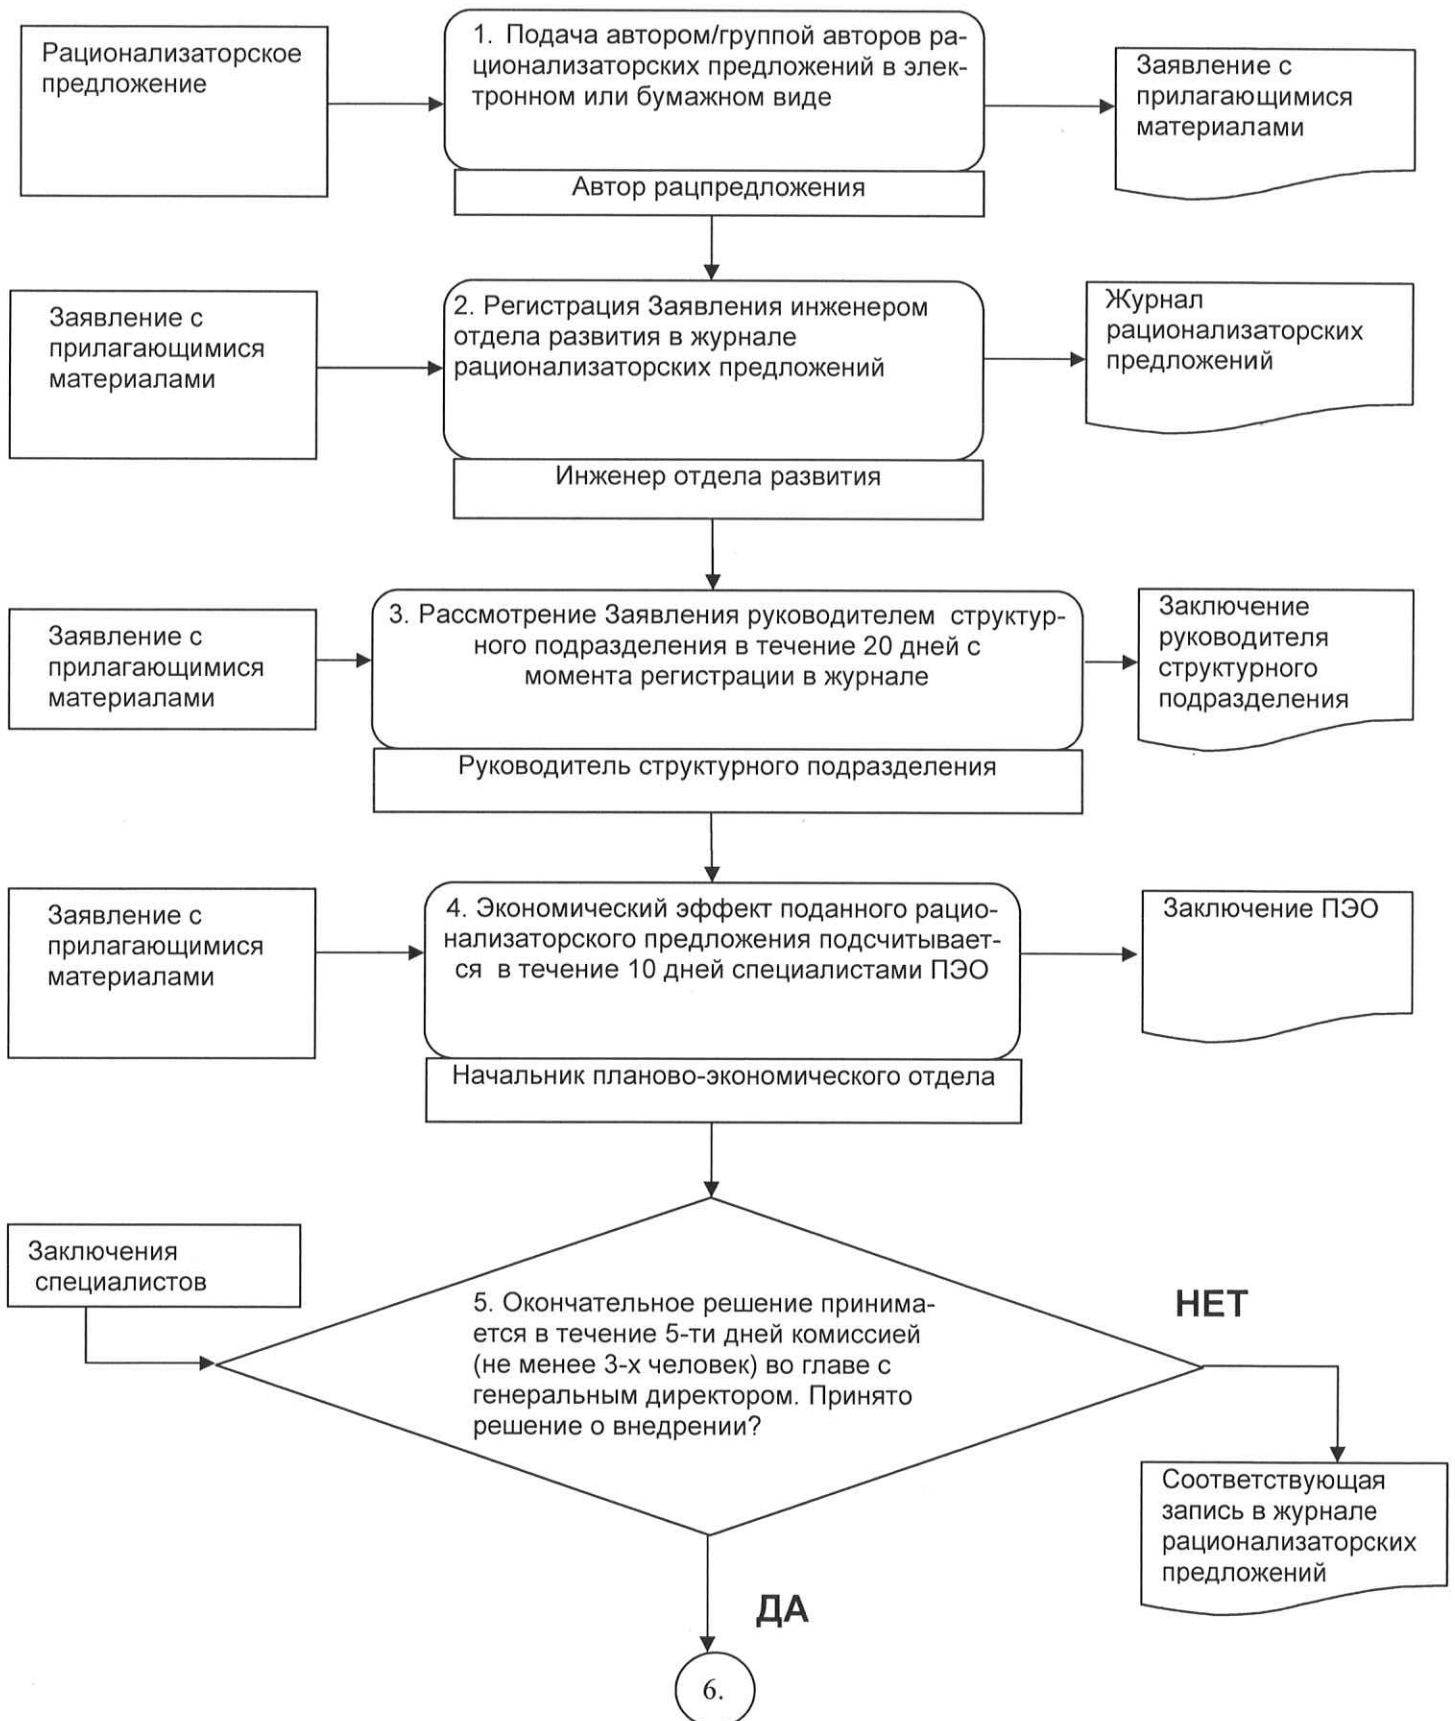 Рационализаторское
предложение
1. Подача автором/группой авторов ра-
ционализаторских предложений в элек-
тронном или бумажном виде
Автор рацпредложения
Заявление с
прилагающимися
материалами
Заявление с
прилагающимися
материалами
2. Регистрация Заявления инженером
отдела развития в журнале
рационализаторских предложений
Инженер отдела развития
Журнал
рационализаторских
предложений
Заявление с
прилагающимися
материалами
3. Рассмотрение Заявления руководителем структур-
ного подразделения в течение 20 дней с
момента регистрации в журнале
Руководитель структурного подразделения
Заключение
руководителя
структурного
подразделения
Заявление с
прилагающимися
материалами
4. Экономический эффект поданного рацио-
нализаторского предложения подсчитывает-
ся в течение 10 дней специалистами ПЭО
Начальник планово-экономического отдела
Заключение ПЭО
Заключения
специалистов
5. Окончательное решение принима-
ется в течение 5-ти дней комиссией
(не менее 3-х человек) во главе с
генеральным директором. Принято
решение о внедрении?
НЕТ
Соответствующая
запись в журнале
рационализаторских
предложений
ДА
6.